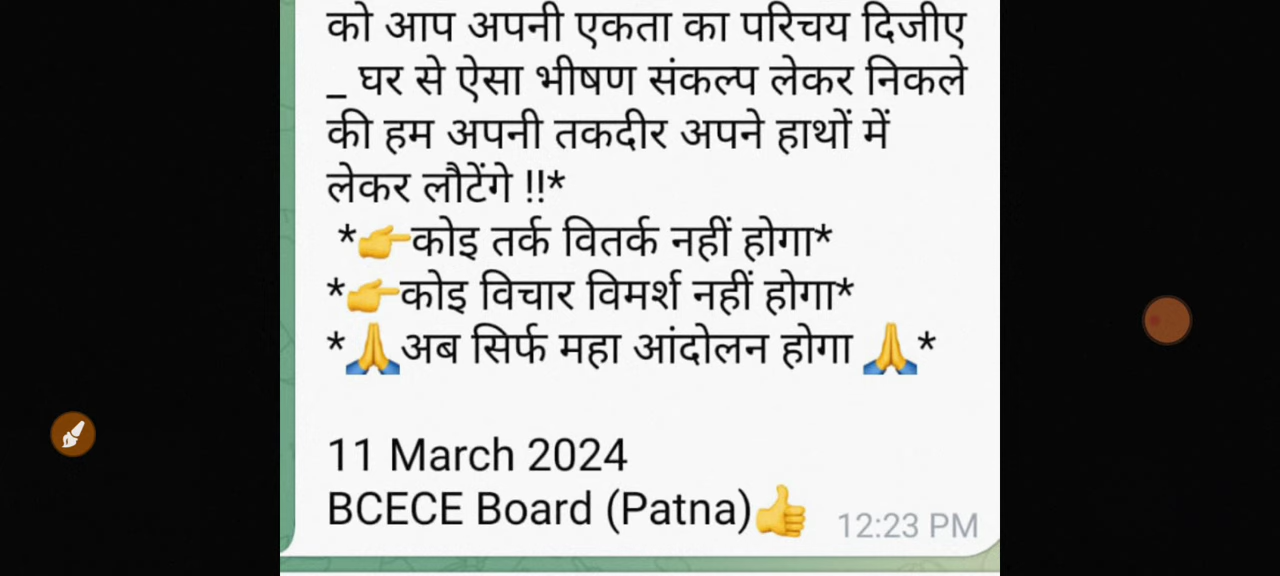 को आप अपनी एकता का परिचय दिजीए
_ घर से ऐसा भीषण संकल्प लेकर निकले
की हम अपनी तकदीर अपने हाथों में
लेकर लौटेंगे !!*
*👉कोइ तर्क वितर्क नहीं होगा*
*👉कोइ विचार विमर्श नहीं होगा*
*🙏अब सिर्फ महा आंदोलन होगा 🙏*
11 March 2024
BCECE Board (Patna)👍 12:23 PM